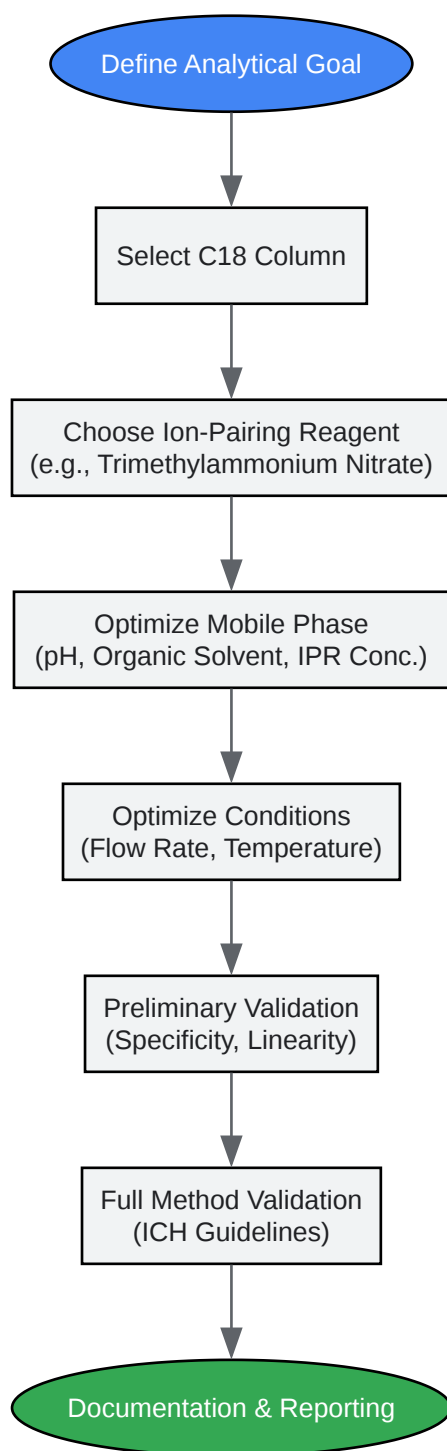 Define Analytical Goal
Select C18 Column
Choose Ion-Pairing Reagent
(e.g., Trimethylammonium Nitrate)
Optimize Mobile Phase
(pH, Organic Solvent, IPR Conc.)
Optimize Conditions
(Flow Rate, Temperature)
Preliminary Validation
(Specificity, Linearity)
Full Method Validation
(ICH Guidelines)
Documentation & Reporting